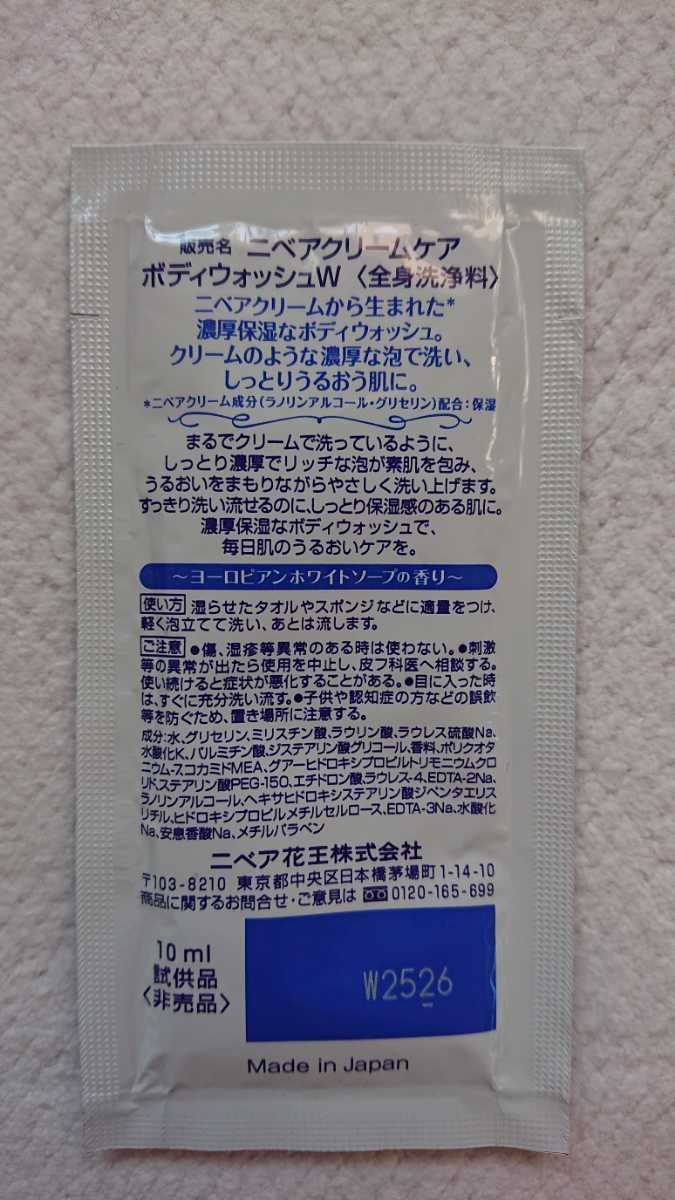 販売名 ニベアクリームケア
ボディウォッシュW〈全身洗浄料〉
ニベアクリームから生まれた*
濃厚保湿なボディウォッシュ。
クリームのような濃厚な泡で洗い、
しっとりうるおう肌に。
*ニベアクリーム成分(ラノリンアルコール・グリセリン)配合:保湿
まるでクリームで洗っているように、
しっとり濃厚でリッチな泡が素肌を包み、
うるおいをまもりながらやさしく洗い上げます。
すっきり洗い流せるのに、しっとり保湿感のある肌に。
濃厚保湿なボディウォッシュで、
毎日肌のうるおいケアを。
~ヨーロピアンホワイトソープの香り~
使い方 湿らせたタオルやスポンジなどに適量をつけ、
軽く泡立てて洗い、あとは流します。
ご注意 ●傷、湿疹等異常のある時は使わない。●刺激
等の異常が出たら使用を中止し、皮フ科医へ相談する。
使い続けると症状が悪化することがある。●目に入った時
は、すぐに充分洗い流す。●子供や認知症の方などの誤飲
等を防ぐため、置き場所に注意する。
成分:水、グリセリン、ミリスチン酸、ラウリン酸、ラウレス硫酸Na、
水酸化K、パルミチン酸、ジステアリン酸グリコール、香料、ポリクオタ
ニウム-7、コカミドMEA、グアーヒドロキシプロピルトリモニウムクロ
リド、ステアリン酸PEG-150、エチドロン酸、ラウレス-4、EDTA-2Na、
ラノリンアルコール、ヘキサヒドロキシステアリン酸ジペンタエリス
リチル、ヒドロキシプロピルメチルセルロース、EDTA-3Na、水酸化
Na、安息香酸Na、メチルパラベン
ニベア花王株式会社
〒103-8210 東京都中央区日本橋茅場町1-14-10
商品に関するお問合せ・ご意見は 0120-165-699
10ml
試供品
〈非売品〉
W2526
Made in Japan